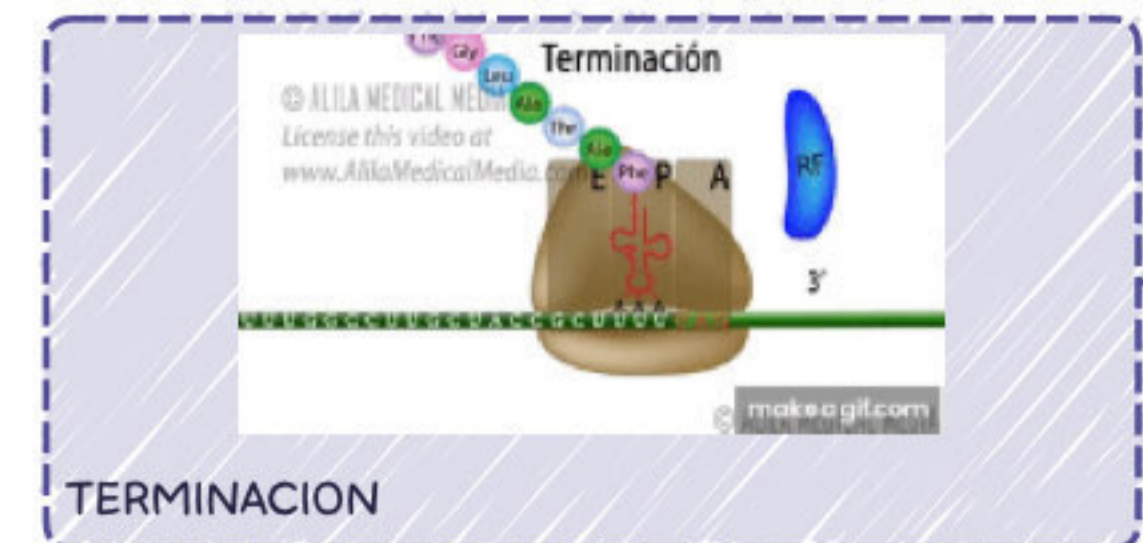 Gly
Terminación
Leu
© ALILA MEDICAL MEDIA
Ala
License this video at
Thr
RF
Ala
www.AlilaMedicalMedia.com
E Phe P A
3'
A A A
TERMINACION
makeagif.com